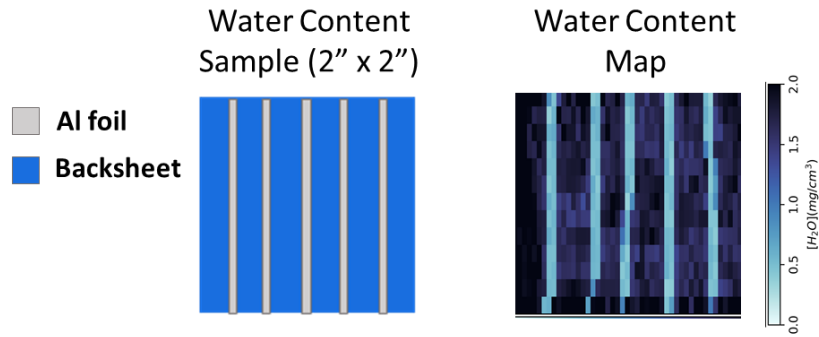 Water Content
Sample (2” x 2”)
Water Content
Map
Al foil
Backsheet
2.0
1.5
1.0
0.5
0.0
[H₂O](mg/cm³)